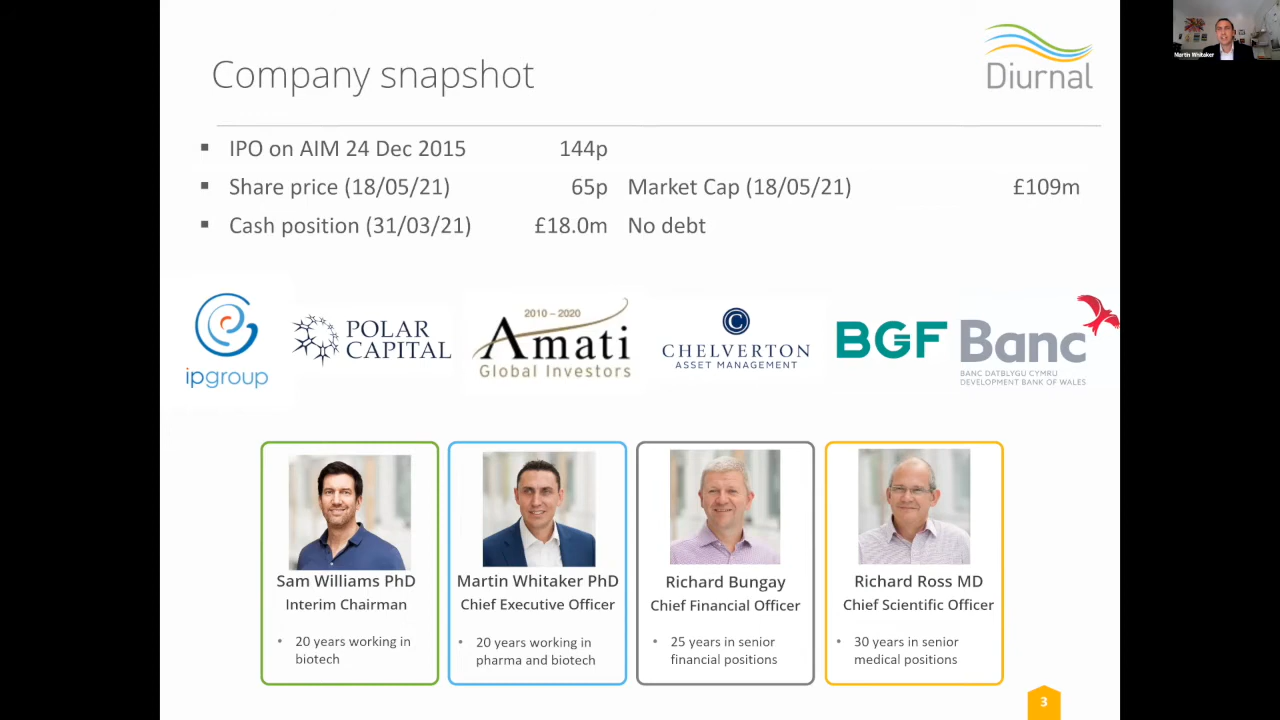 Martin Whitaker
Company snapshot
Diurnal
▪ IPO on AIM 24 Dec 2015 144p
▪ Share price (18/05/21) 65p Market Cap (18/05/21) £109m
▪ Cash position (31/03/21) £18.0m No debt
ipgroup
POLAR
CAPITAL
2010 – 2020
Amati
Global Investors
C
CHELVERTON
ASSET MANAGEMENT
BGF
Banc
BANC DATBLYGU CYMRU
DEVELOPMENT BANK OF WALES
Sam Williams PhD
Interim Chairman
• 20 years working in
biotech
Martin Whitaker PhD
Chief Executive Officer
• 20 years working in
pharma and biotech
Richard Bungay
Chief Financial Officer
• 25 years in senior
financial positions
Richard Ross MD
Chief Scientific Officer
• 30 years in senior
medical positions
3